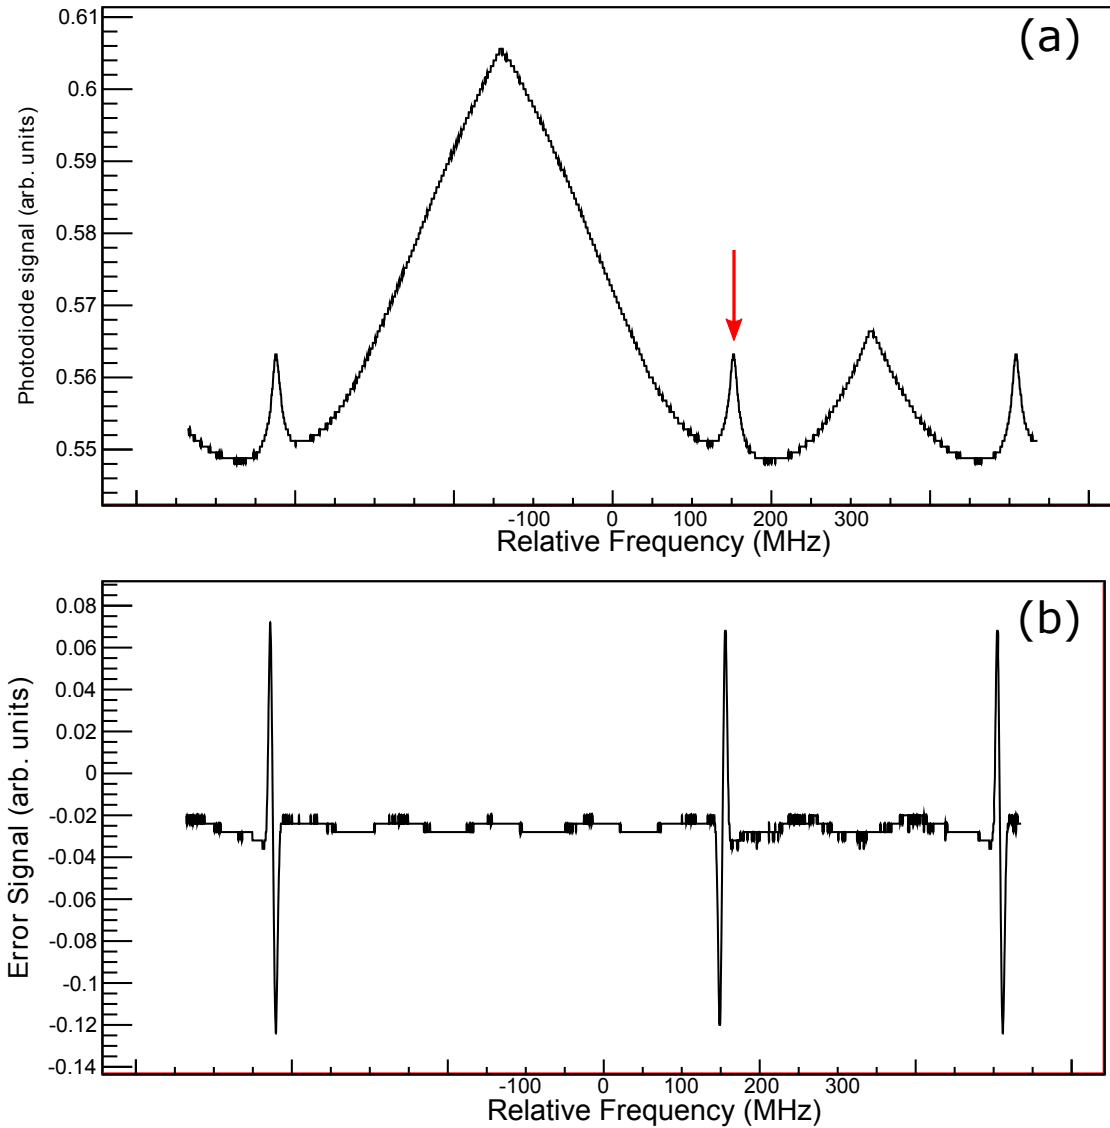 (a)
Photodiode signal (arb. units)
0.61
0.6
0.59
0.58
0.57
0.56
0.55
-100 0 100 200 300
Relative Frequency (MHz)
(b)
Error Signal (arb. units)
0.08
0.06
0.04
0.02
0
-0.02
-0.04
-0.06
-0.08
-0.1
-0.12
-0.14
-100 0 100 200 300
Relative Frequency (MHz)